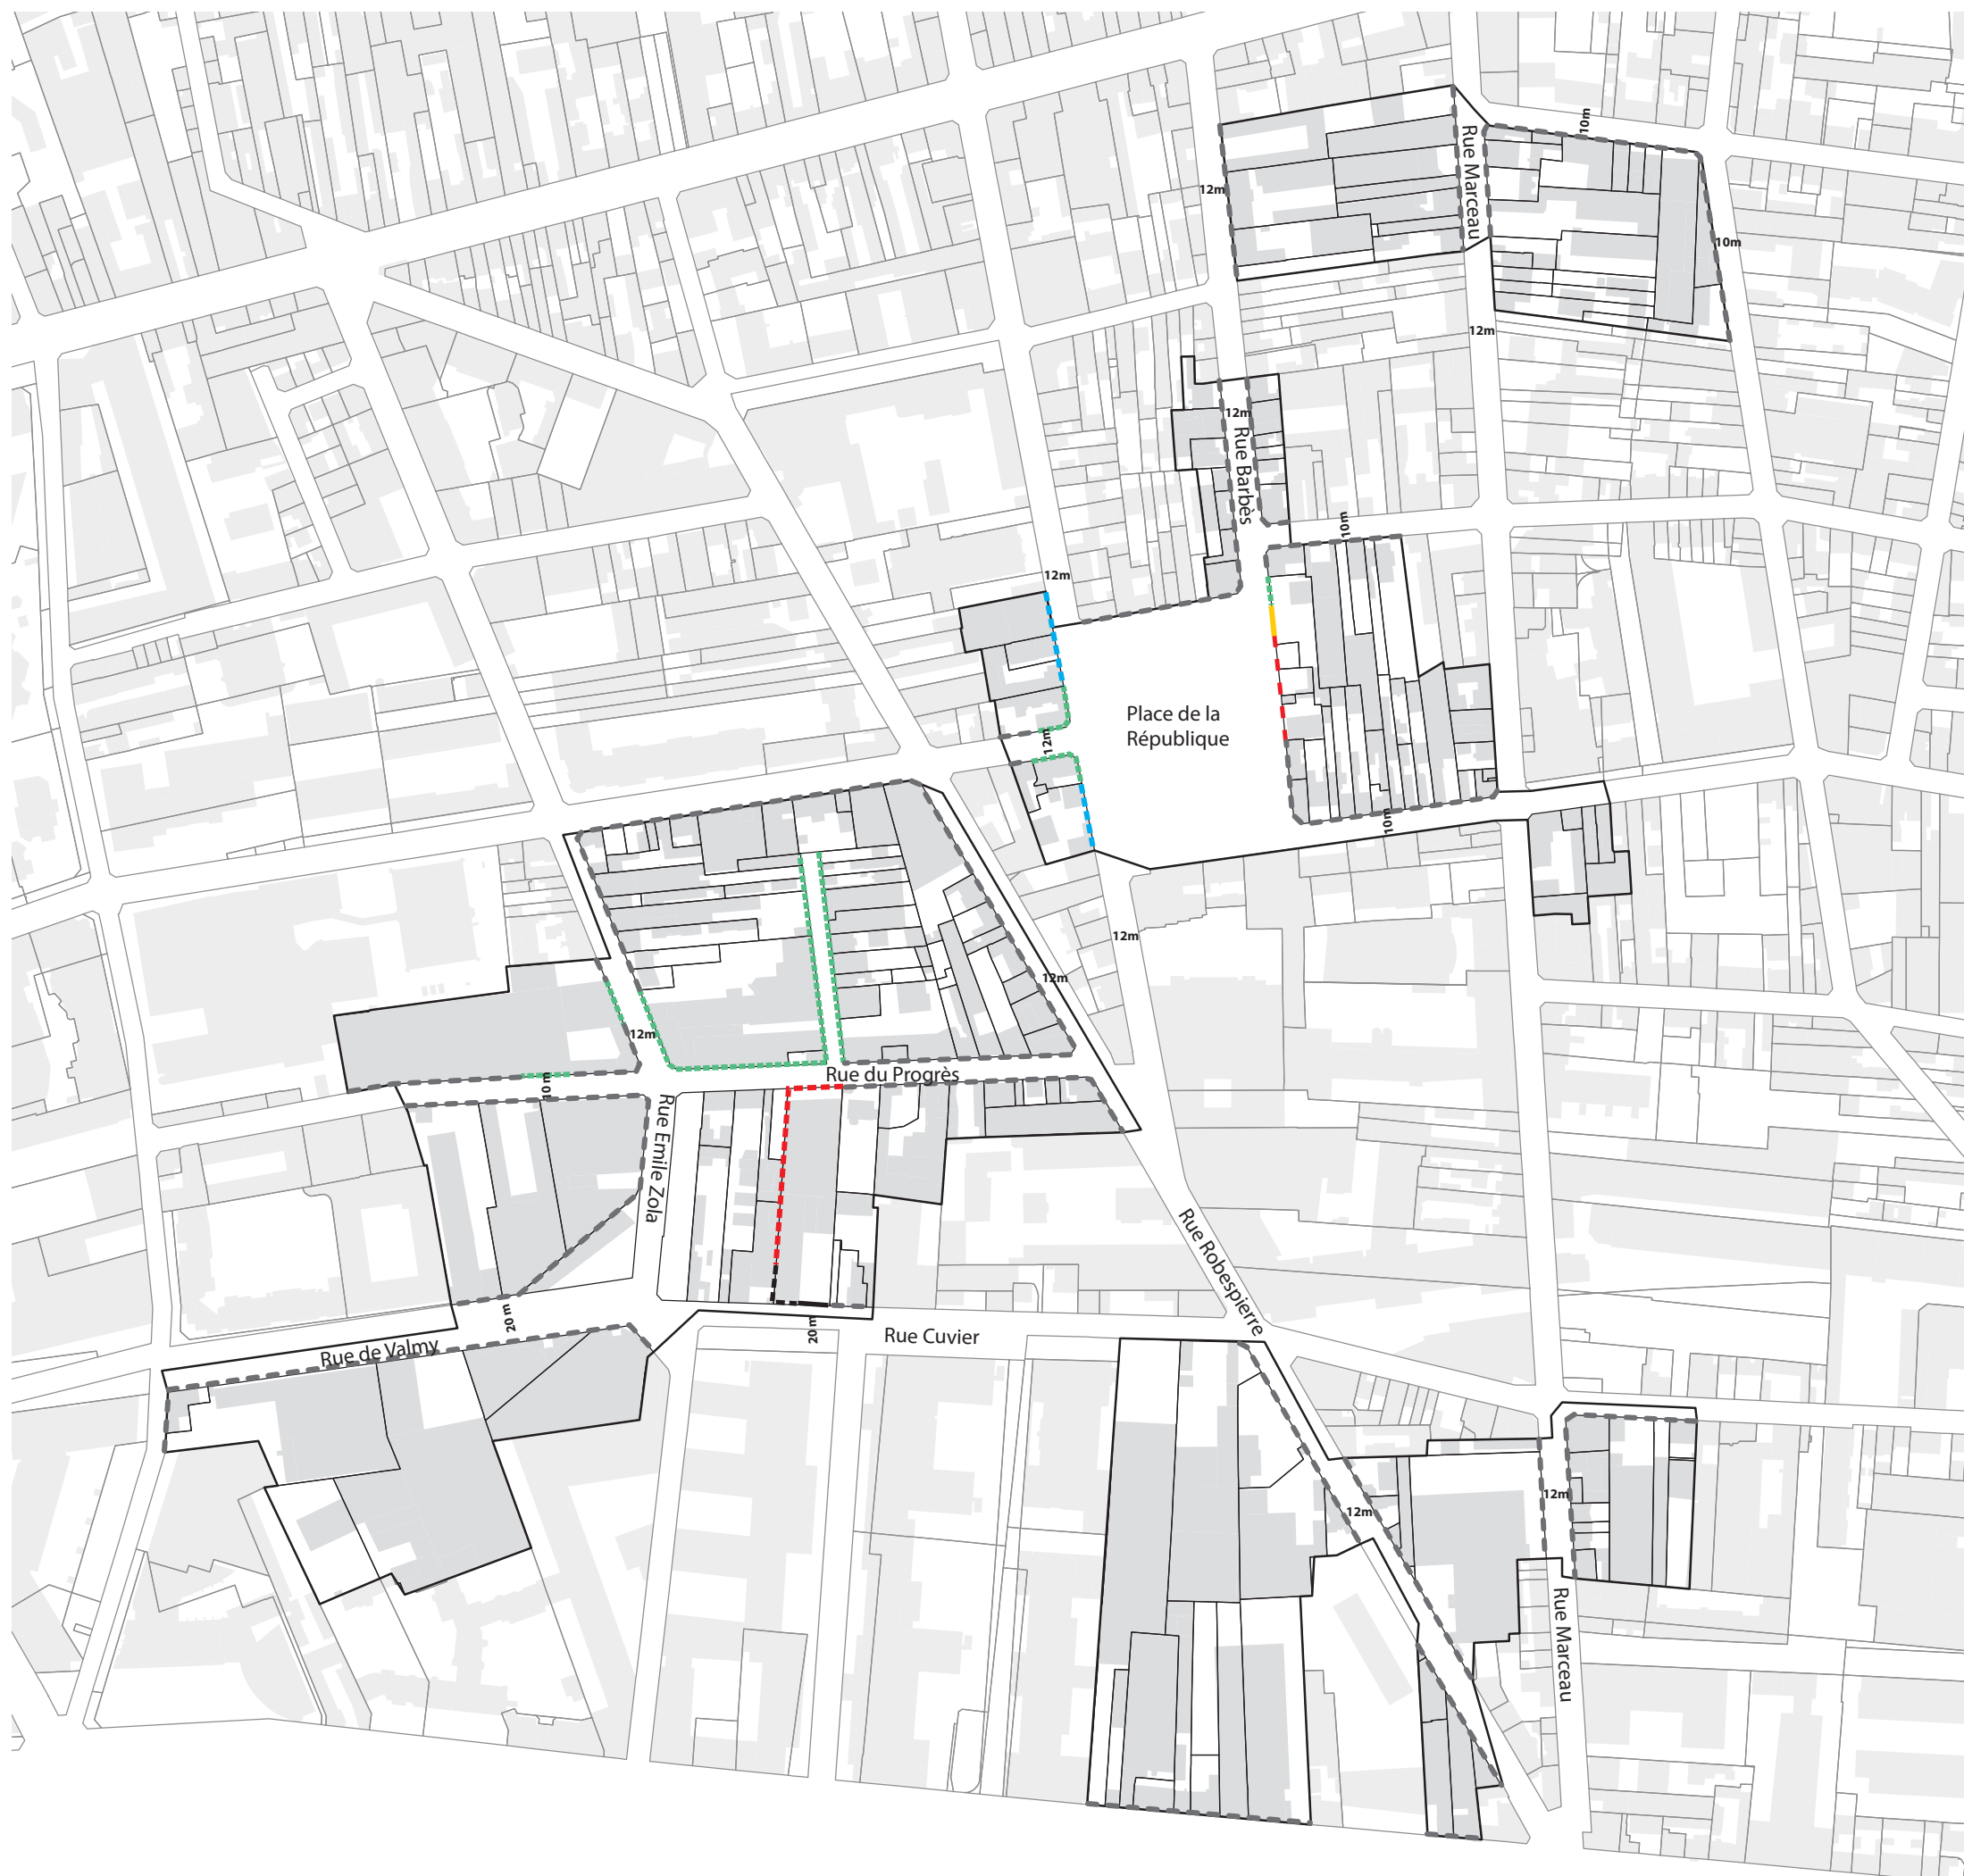 10m
Rue Marceau
12m
10m
12m
12m
Rue Barbès
10m
12m
Place de la
République
12m
10m
12m
12m
12m
Rue du Progrès
10m
Rue Emile Zola
Rue Robespierre
20 m
20m
Rue Cuvier
Rue de Valmy
12m
12m
Rue Marceau